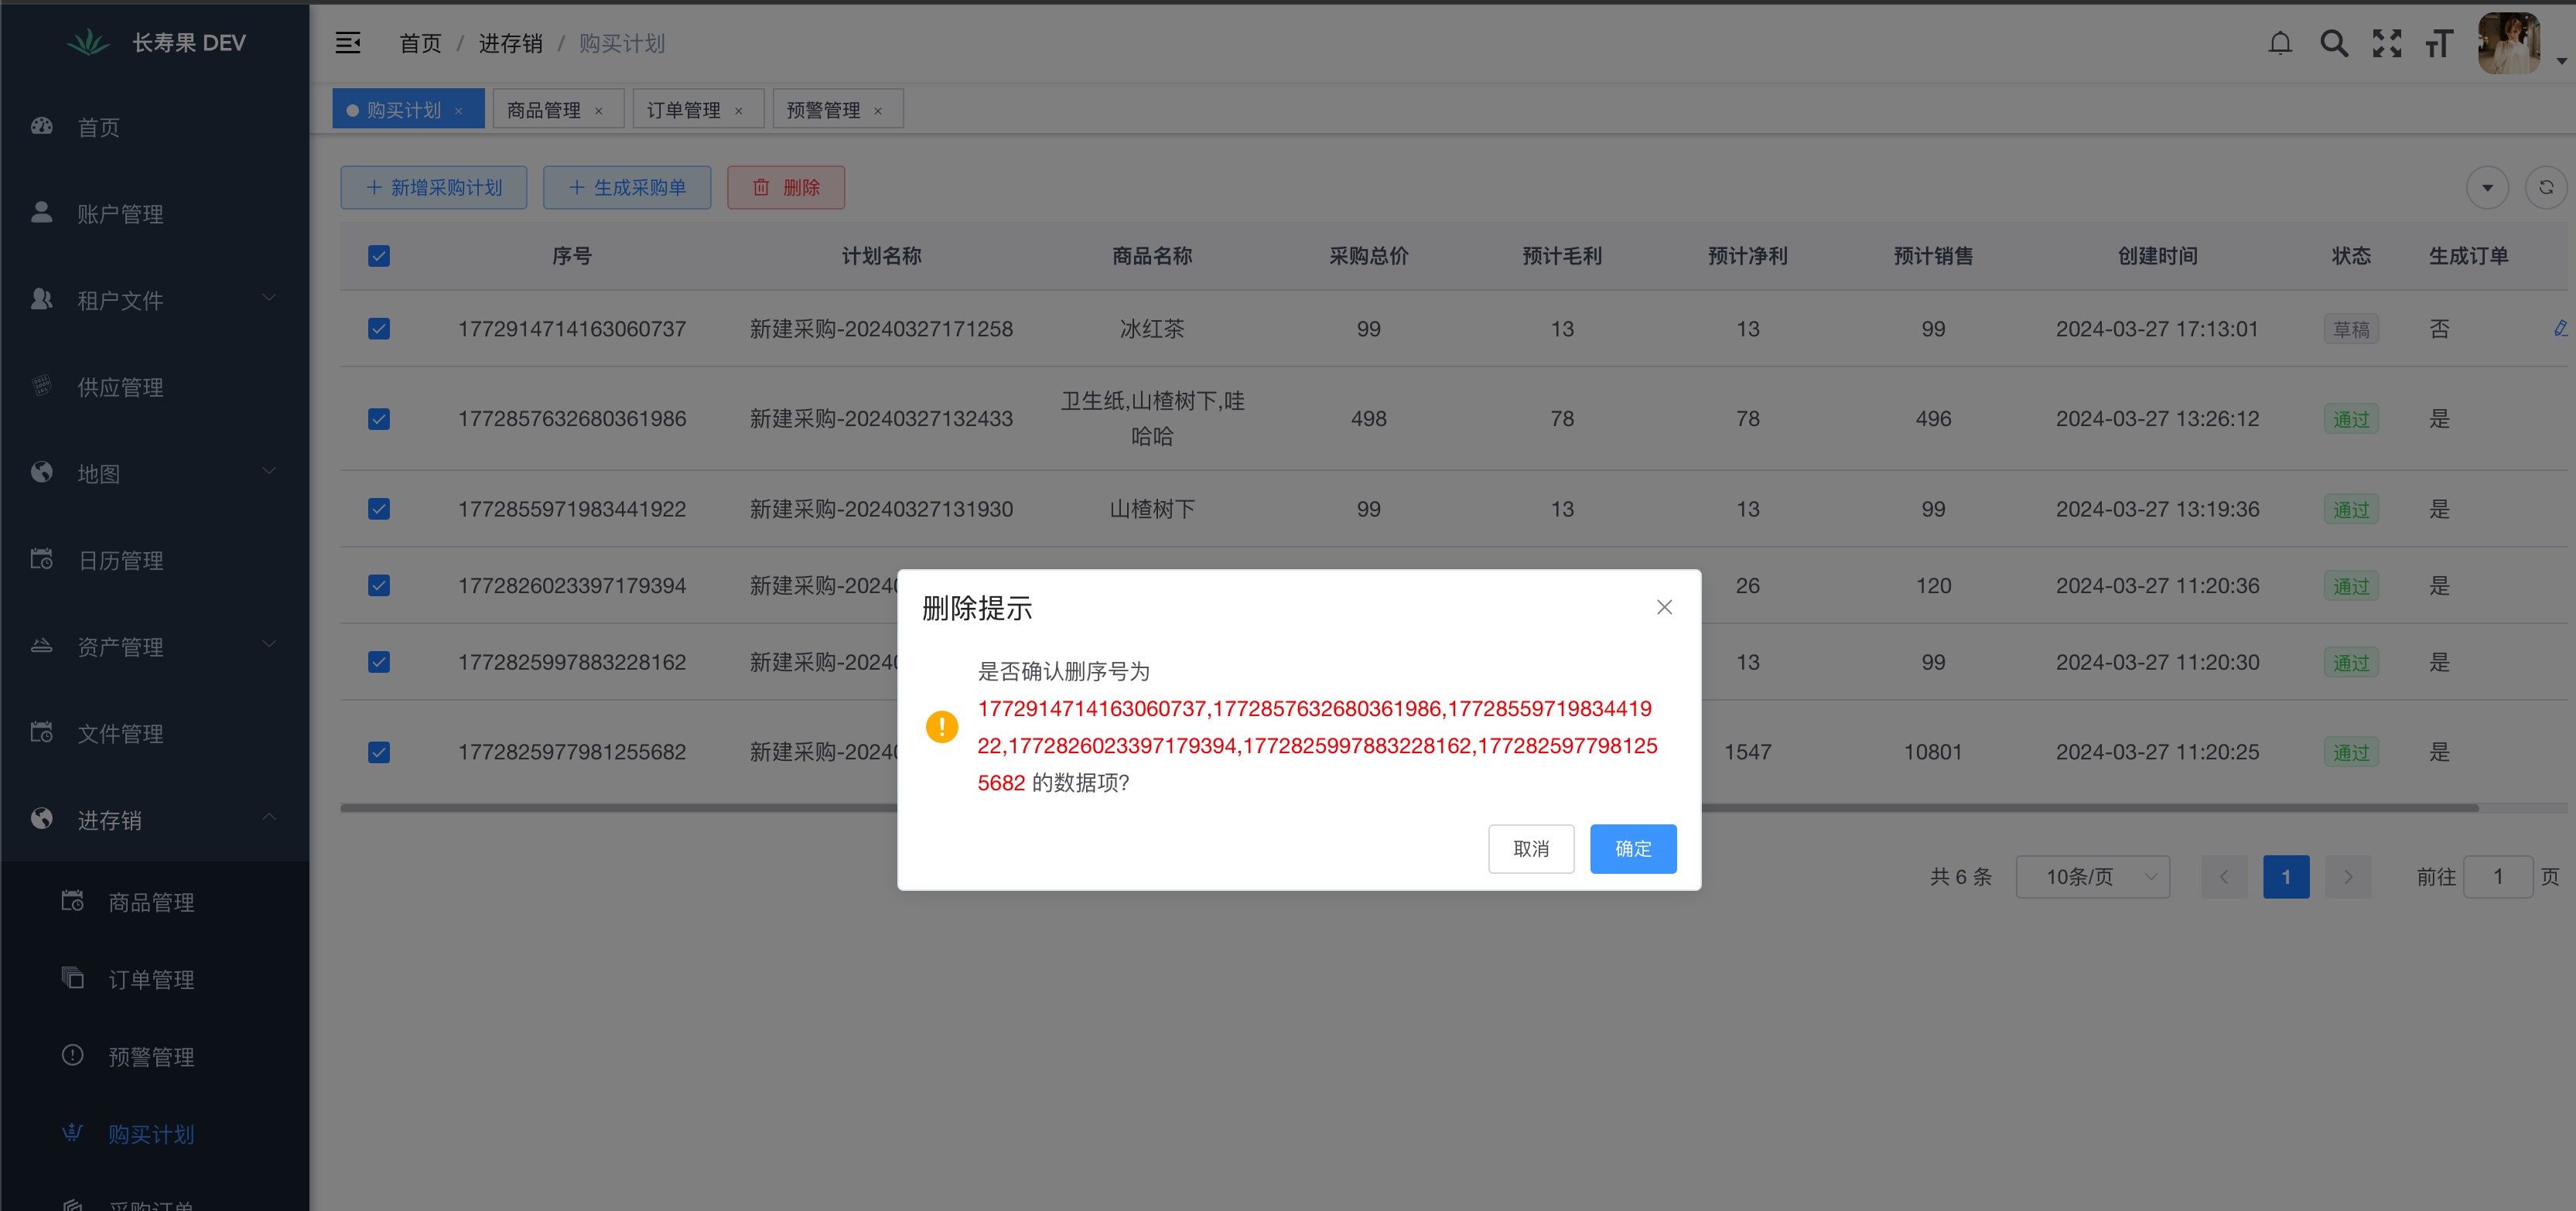 长寿果 DEV
首页 / 进存销 / 购买计划
购买计划 ×
商品管理 ×
订单管理 ×
预警管理 ×
首页
账户管理
租户文件
供应管理
地图
日历管理
资产管理
文件管理
进存销
商品管理
订单管理
预警管理
购买计划
采购订单
+ 新增采购计划
+ 生成采购单
删除
序号 计划名称 商品名称 采购总价 预计毛利 预计净利 预计销售 创建时间 状态 生成订单
1772914714163060737 新建采购-20240327171258 冰红茶 99 13 13 99 2024-03-27 17:13:01 草稿 否
1772857632680361986 新建采购-20240327132433 卫生纸,山楂树下,哇 498 78 78 496 2024-03-27 13:26:12 通过 是
哈哈
1772855971983441922 新建采购-20240327131930 山楂树下 99 13 13 99 2024-03-27 13:19:36 通过 是
1772826023397179394 新建采购-2024 26 120 2024-03-27 11:20:36 通过 是
1772825997883228162 新建采购-2024 13 99 2024-03-27 11:20:30 通过 是
1772825977981255682 新建采购-2024 1547 10801 2024-03-27 11:20:25 通过 是
删除提示
是否确认删序号为
1772914714163060737,1772857632680361986,17728559719834419
22,1772826023397179394,1772825997883228162,177282597798125
5682 的数据项?
取消
确定
共 6 条
10条/页
1
前往 1 页